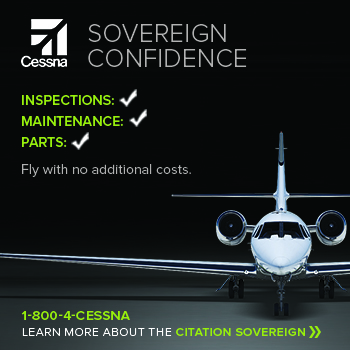 Cessna
SOVEREIGN
CONFIDENCE
INSPECTIONS:
MAINTENANCE:
PARTS:
Fly with no additional costs.
1-800-4-CESSNA
LEARN MORE ABOUT THE CITATION SOVEREIGN »